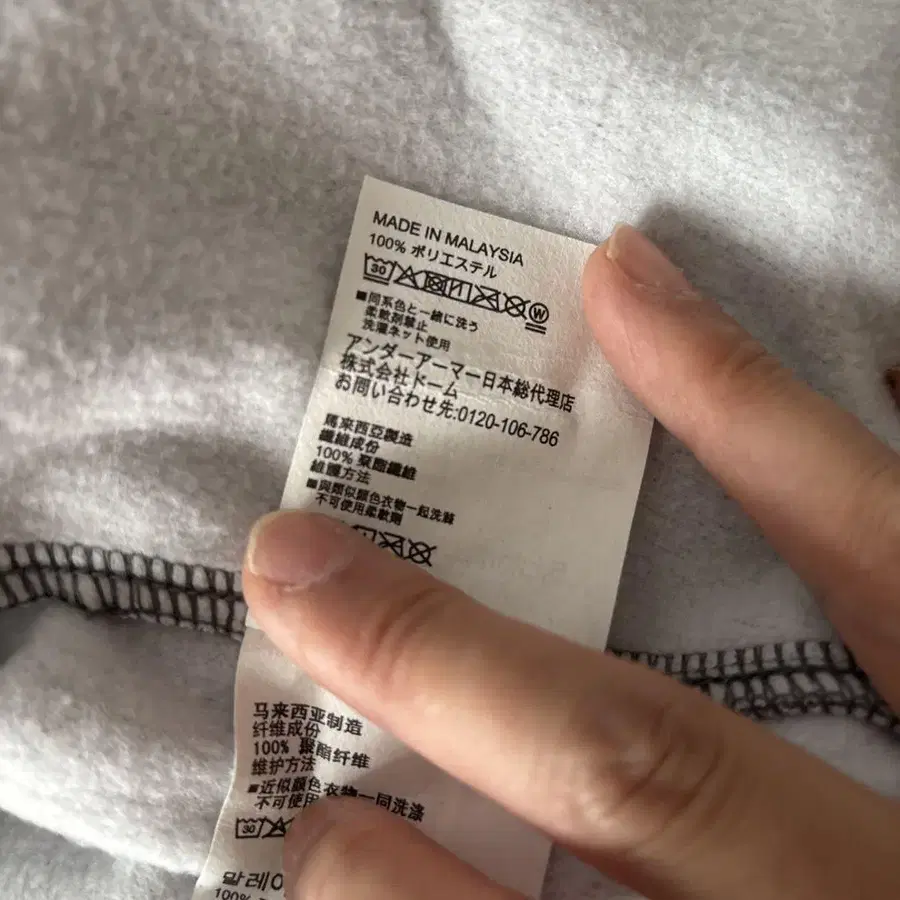 MADE IN MALAYSIA
100% ポリエステル
30
W
■同系色と一緒に洗う
柔軟剤禁止
洗濯ネット使用
アンダーアーマー日本総代理店
株式会社ドーム
お問い合わせ先:0120-106-786
馬來西亞製造
纖維成份
100% 聚酯纖維
維護方法
■與類似顏色衣物一起洗滌
不可使用柔軟劑
马来西亚制造
纤维成份
100% 聚酯纤维
维护方法
■近似颜色衣物一同洗涤
不可使用
30
말레이
100%